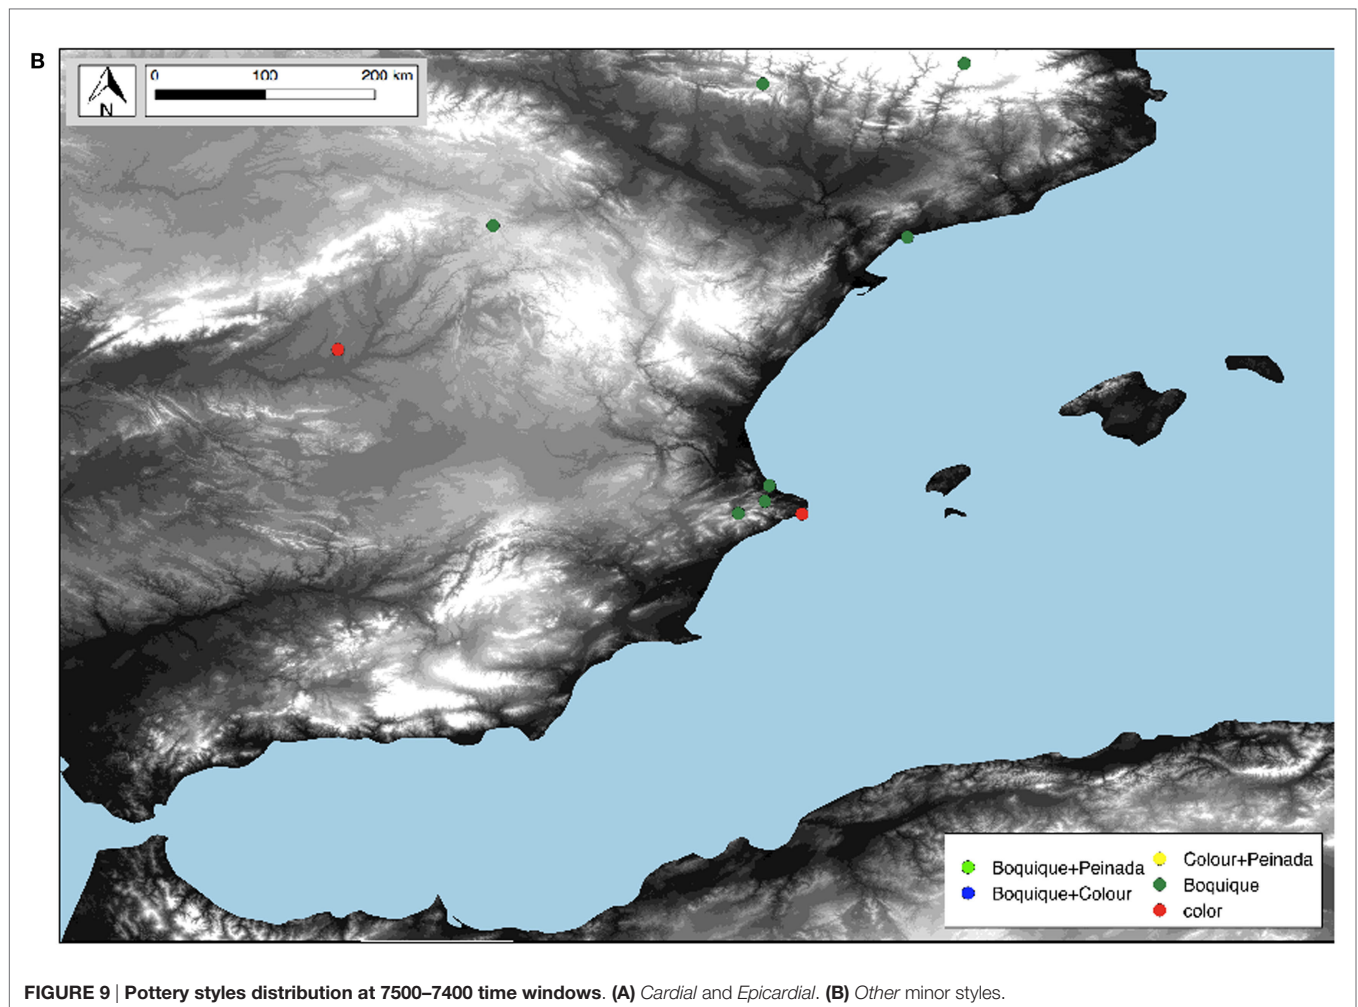 B
0 100 200 km
N
Boquique+Peinada
Boquique+Colour
Colour+Peinada
Boquique
color
FIGURE 9 | Pottery styles distribution at 7500–7400 time windows. (A) Cardial and Epicardial. (B) Other minor styles.